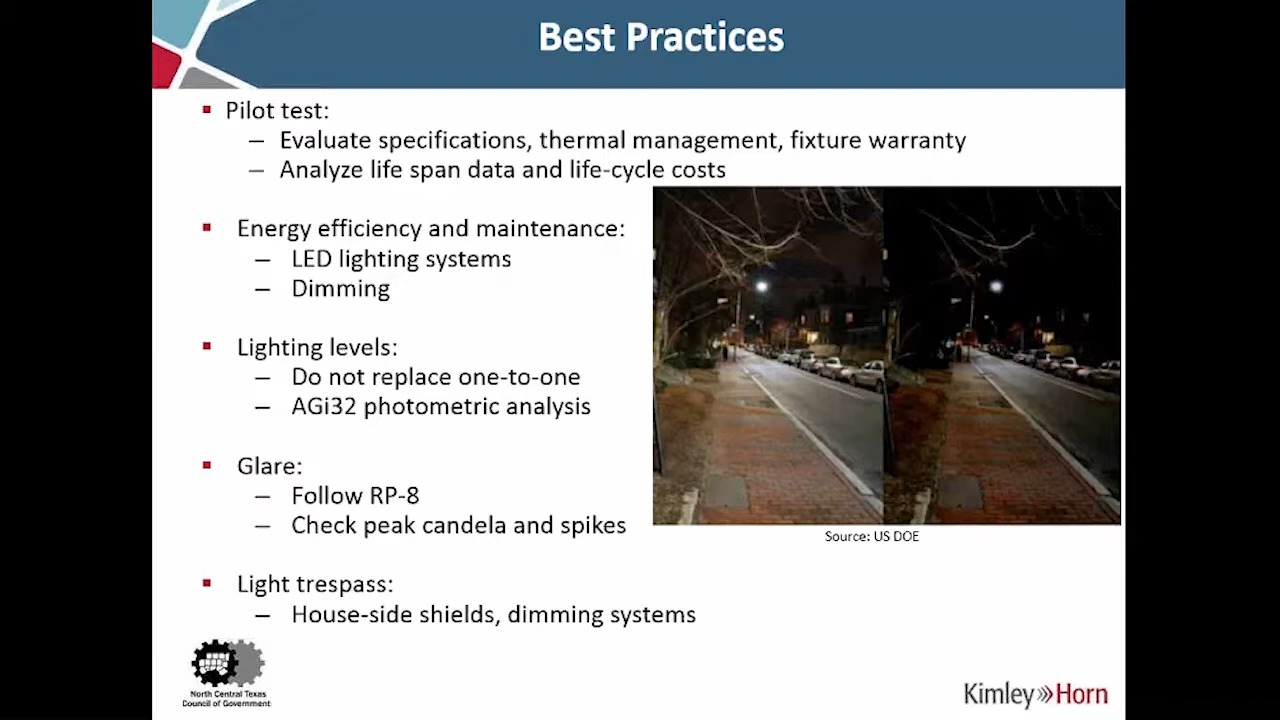 Best Practices
Pilot test:
– Evaluate specifications, thermal management, fixture warranty
– Analyze life span data and life-cycle costs
Energy efficiency and maintenance:
– LED lighting systems
– Dimming
Lighting levels:
– Do not replace one-to-one
– AGi32 photometric analysis
Glare:
– Follow RP-8
– Check peak candela and spikes
Source: US DOE
Light trespass:
– House-side shields, dimming systems
North Central Texas
Council of Government
Kimley»Horn